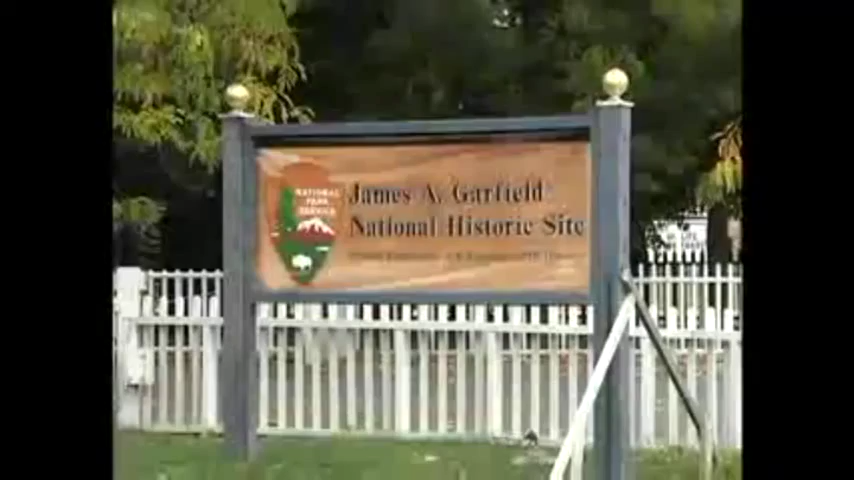 NATIONAL
PARK
SERVICE
James A. Garfield
National Historic Site